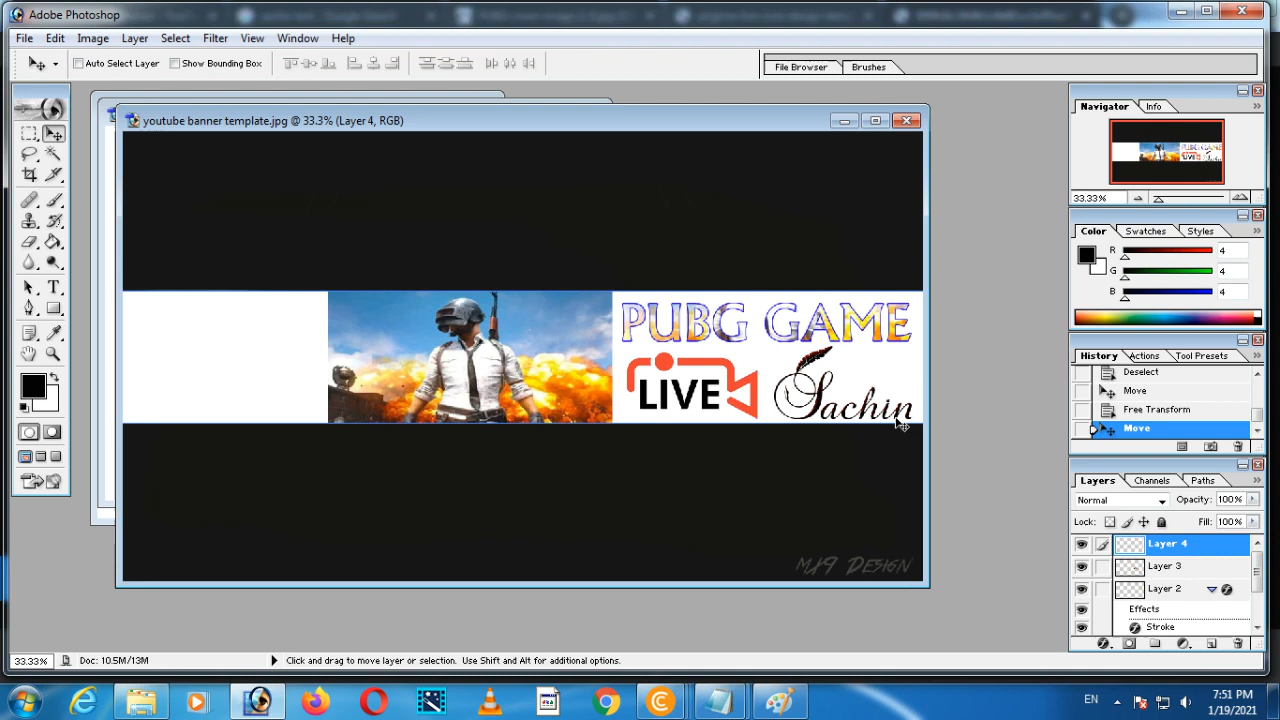 Adobe Photoshop
File Edit Image Layer Select Filter View Window Help
Auto Select Layer Show Bounding Box File Browser Brushes
youtube banner template.jpg @ 33.3% (Layer 4, RGB)
PUBG GAME
LIVE
Sachin
MA9 DESIGN
Navigator Info
33.33%
Color Swatches Styles
R 4
G 4
B 4
History Actions Tool Presets
Deselect
Move
Free Transform
Move
Layers Channels Paths
Normal Opacity: 100%
Lock: Fill: 100%
Layer 4
Layer 3
Layer 2
Effects
Stroke
33.33% Doc: 10.5M/13M Click and drag to move layer or selection. Use Shift and Alt for additional options.
EN 7:51 PM
1/19/2021